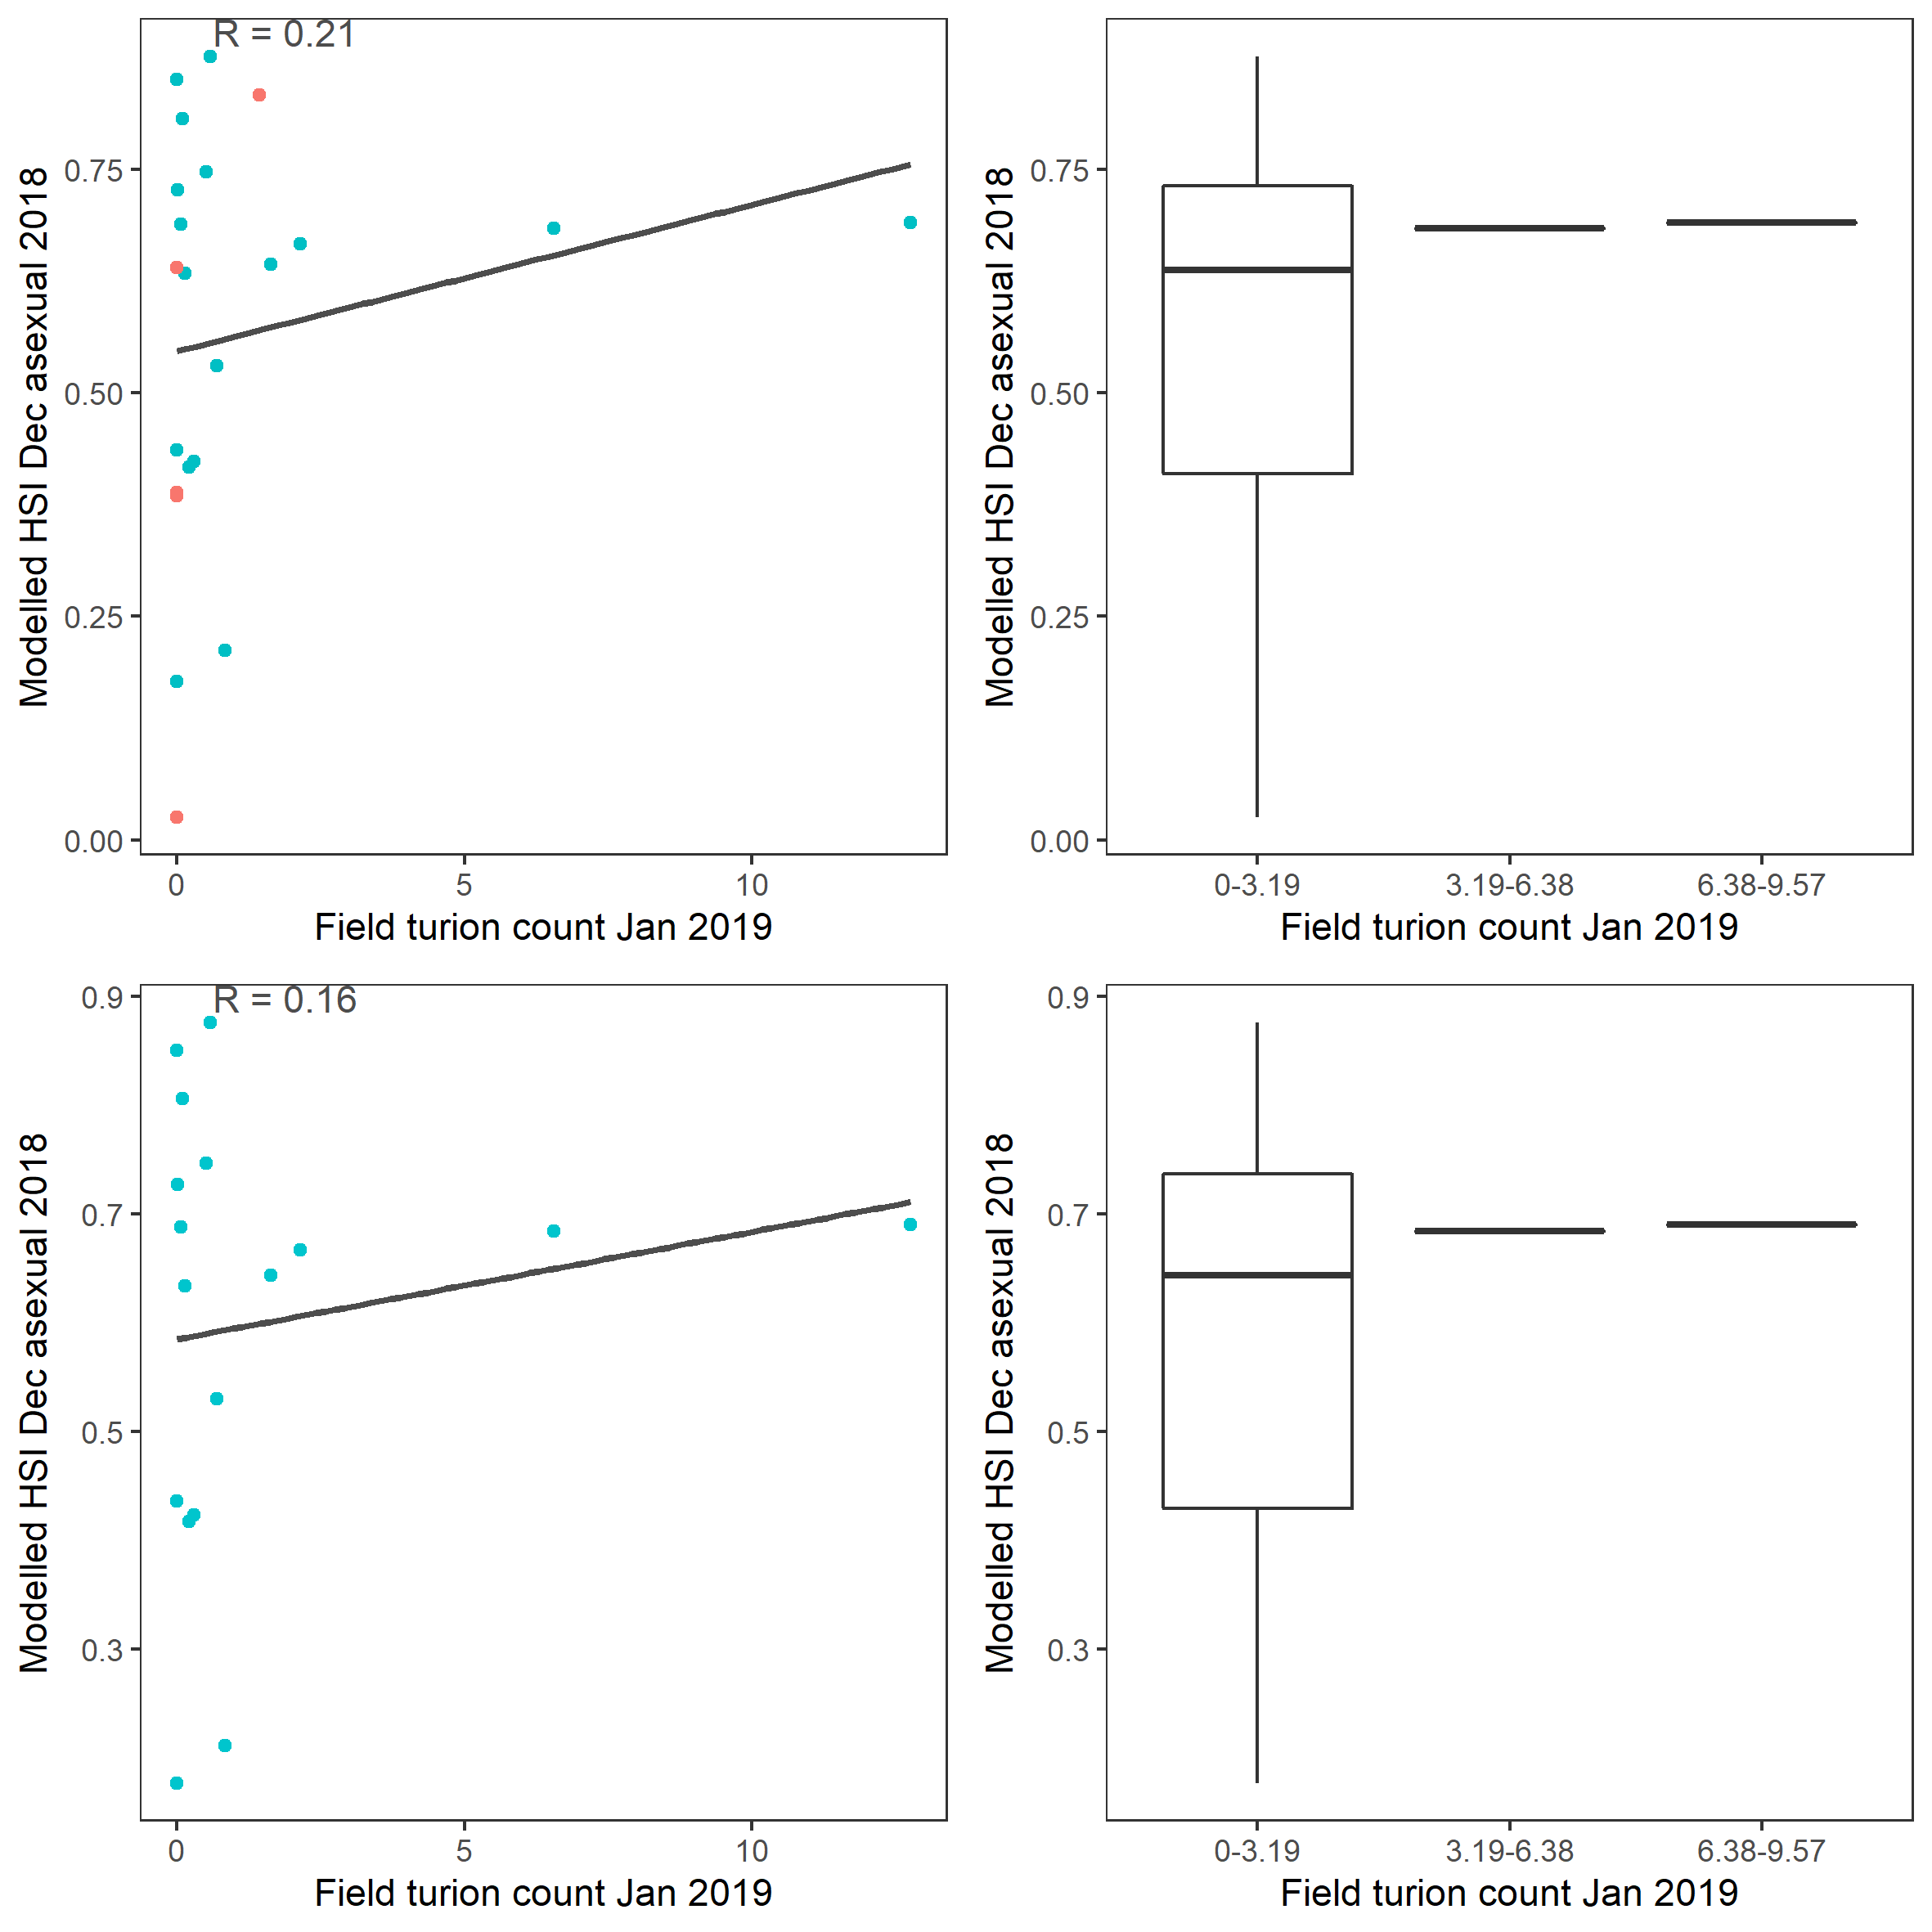 R = 0.21
Modelled HSI Dec asexual 2018
0.75
0.50
0.25
0.00
0 5 10
Field turion count Jan 2019
Modelled HSI Dec asexual 2018
0.75
0.50
0.25
0.00
0-3.19 3.19-6.38 6.38-9.57
Field turion count Jan 2019
R = 0.16
Modelled HSI Dec asexual 2018
0.9
0.7
0.5
0.3
0 5 10
Field turion count Jan 2019
Modelled HSI Dec asexual 2018
0.9
0.7
0.5
0.3
0-3.19 3.19-6.38 6.38-9.57
Field turion count Jan 2019